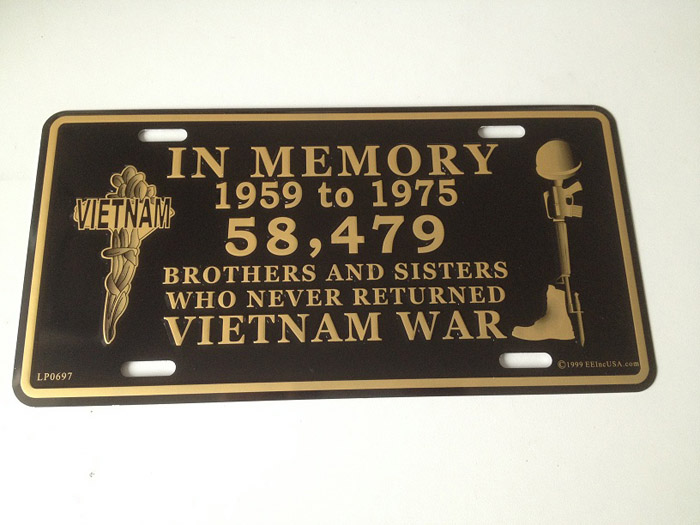 IN MEMORY
1959 to 1975
VIETNAM
58,479
BROTHERS AND SISTERS
WHO NEVER RETURNED
VIETNAM WAR
LP0697
©1999 EEIncUSA.com